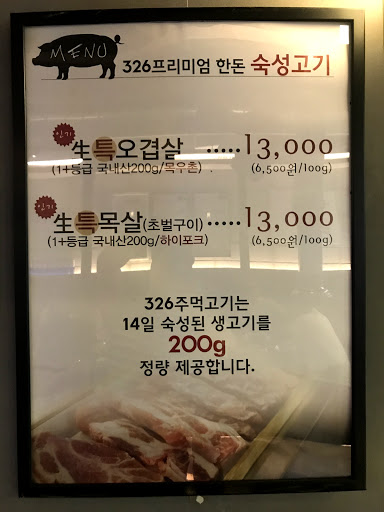 MENU
326프리미엄 한돈 숙성고기
인기 生특오겹살 ·····13,000
(1+등급 국내산200g/목우촌) (6,500원/100g)
인기 生특목살(초벌구이) ·····13,000
(1+등급 국내산200g/하이포크) (6,500원/100g)
326주먹고기는
14일 숙성된 생고기를
200g
정량 제공합니다.